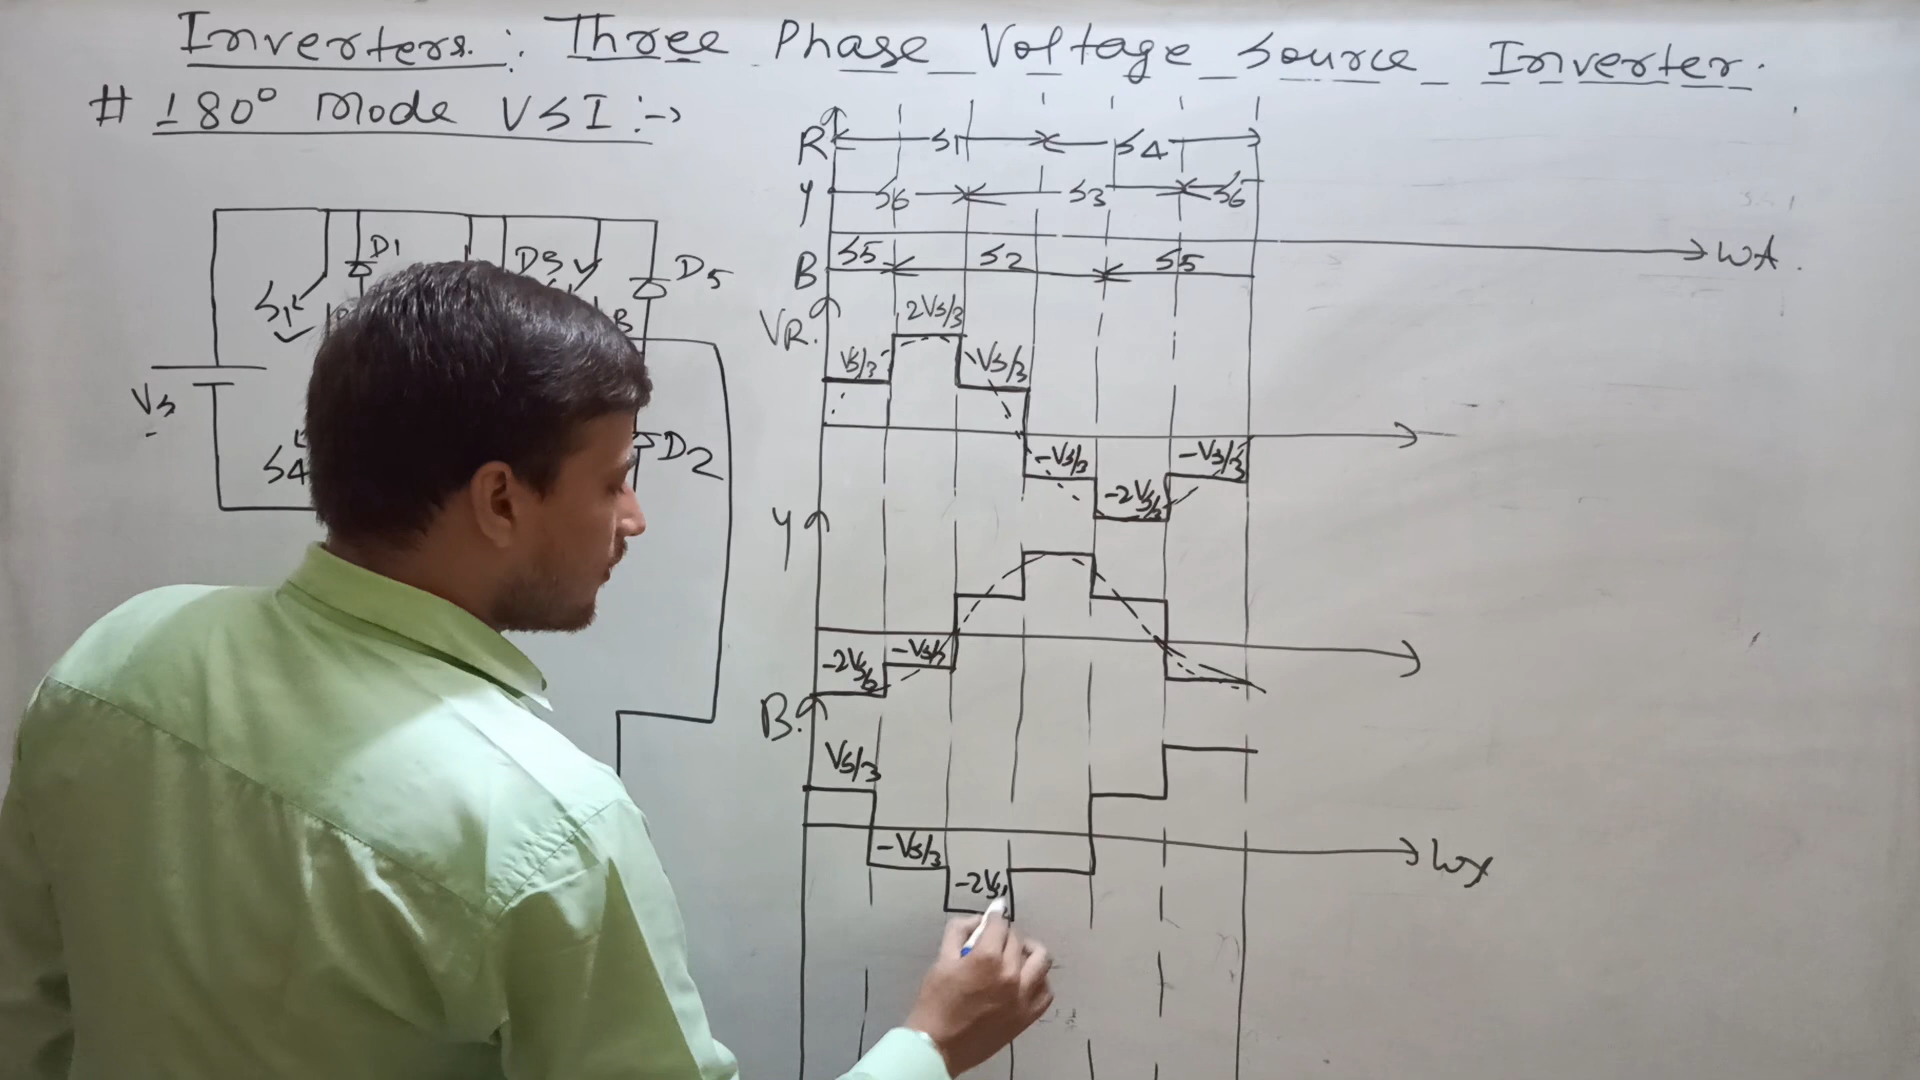 Inverters: Three Phase Voltage Source Inverter.
# 180° Mode VSI :->
R S1 S4
Y S6 S3 S6
ωt.
B S5 S2 S5
D1 D3 D5
S1 B
VS
S4 D2
VR. VS/3 2VS/3 VS/3
-VS/3 -2VS/3 -VS/3
Y
-2VS/3 -VS/3
B.
VS/3
-VS/3 ωt
-2VS